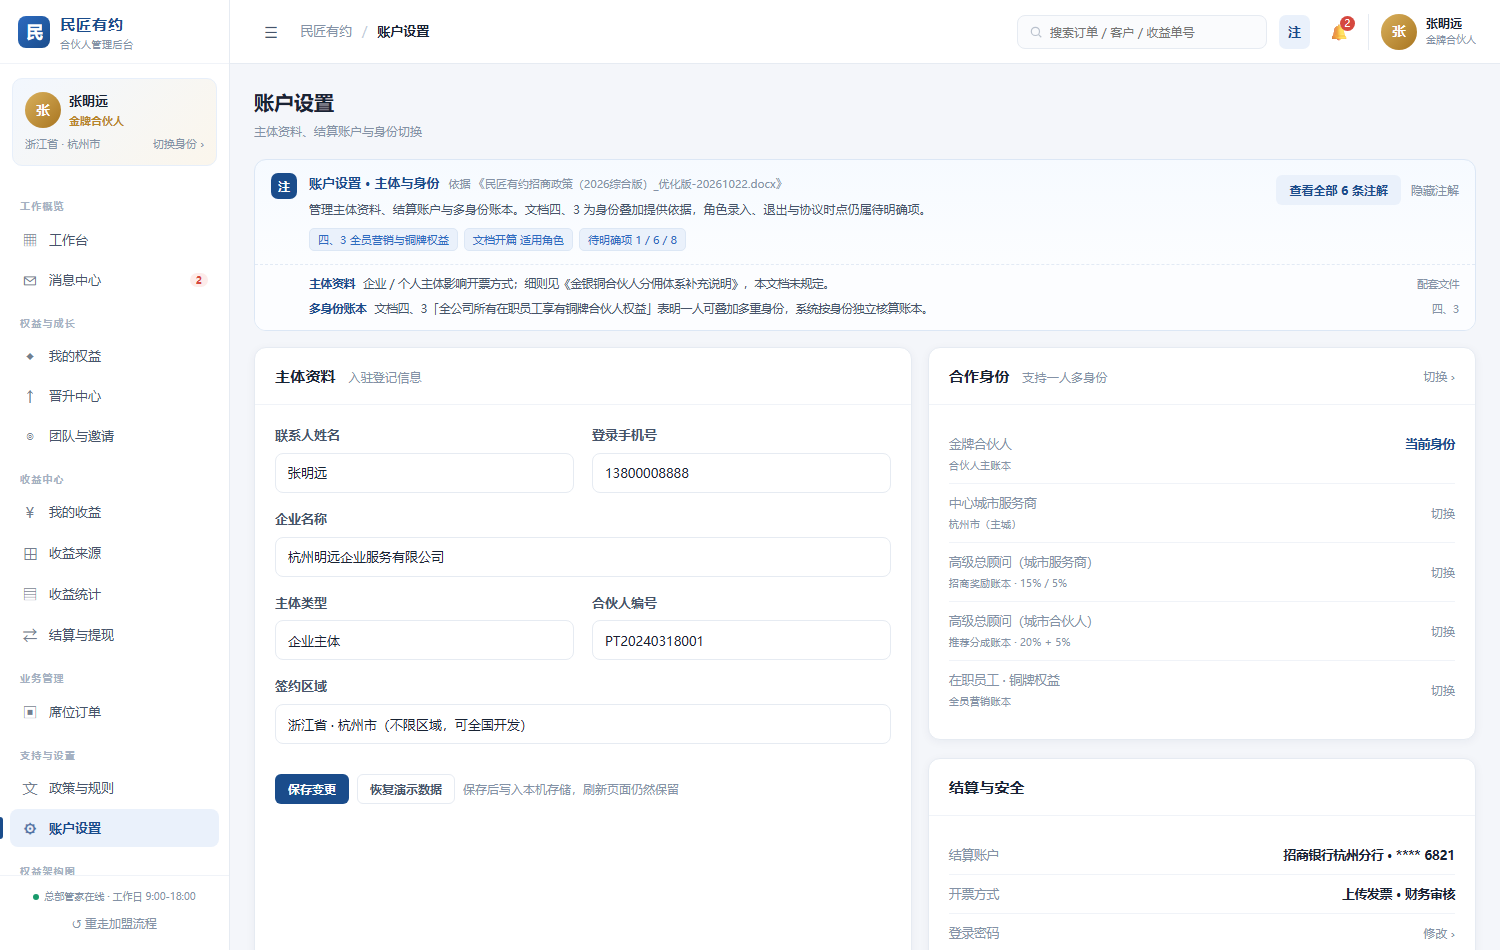 民
民匠有约
合伙人管理后台
张
张明远
金牌合伙人
浙江省 · 杭州市
切换身份 ›
工作概览
工作台
消息中心
2
权益与成长
我的权益
晋升中心
团队与邀请
收益中心
¥ 我的收益
收益来源
收益统计
结算与提现
业务管理
席位订单
支持与设置
文 政策与规则
账户设置
权益架构图
总部管家在线 · 工作日 9:00-18:00
↺ 重走加盟流程
☰ 民匠有约 / 账户设置
搜索订单 / 客户 / 收益单号
注
2
张
张明远
金牌合伙人
账户设置
主体资料、结算账户与身份切换
注
账户设置 • 主体与身份 依据 《民匠有约招商政策（2026综合版）_优化版-20261022.docx》
查看全部 6 条注解
隐藏注解
管理主体资料、结算账户与多身份账本。文档四、3 为身份叠加提供依据，角色录入、退出与协议时点仍属待明确项。
四、3 全员营销与铜牌权益
文档开篇 适用角色
待明确项 1 / 6 / 8
主体资料 企业 / 个人主体影响开票方式；细则见《金银铜合伙人分佣体系补充说明》，本文档未规定。
配套文件
多身份账本 文档四、3「全公司所有在职员工享有铜牌合伙人权益」表明一人可叠加多重身份，系统按身份独立核算账本。
四、3
主体资料 入驻登记信息
联系人姓名
登录手机号
张明远
13800008888
企业名称
杭州明远企业服务有限公司
主体类型
合伙人编号
企业主体
PT20240318001
签约区域
浙江省 · 杭州市（不限区域，可全国开发）
保存变更
恢复演示数据
保存后写入本机存储，刷新页面仍然保留
合作身份 支持一人多身份
切换 ›
金牌合伙人
合伙人主账本
当前身份
中心城市服务商
杭州市（主城）
切换
高级总顾问（城市服务商）
招商奖励账本 · 15% / 5%
切换
高级总顾问（城市合伙人）
推荐分成账本 · 20% + 5%
切换
在职员工 · 铜牌权益
全员营销账本
切换
结算与安全
结算账户
招商银行杭州分行 • **** 6821
开票方式
上传发票 • 财务审核
登录密码
修改 ›